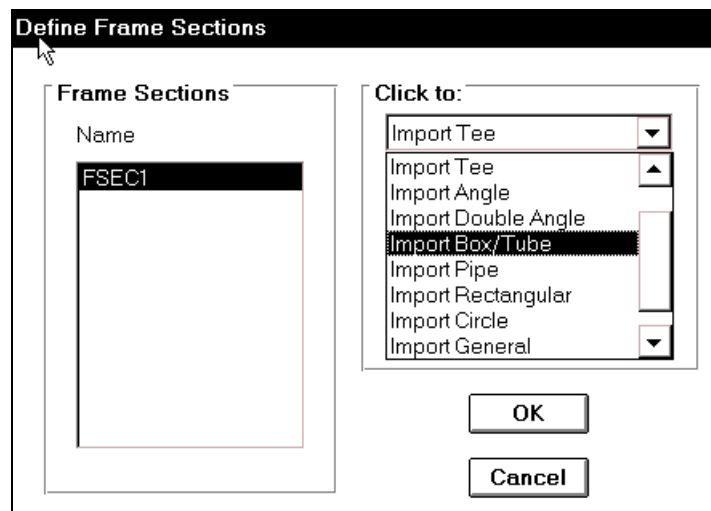 Define Frame Sections
Frame Sections
Name
FSEC1
Click to:
Import Tee
Import Tee
Import Angle
Import Double Angle
Import Box/Tube
Import Pipe
Import Rectangular
Import Circle
Import General
OK
Cancel